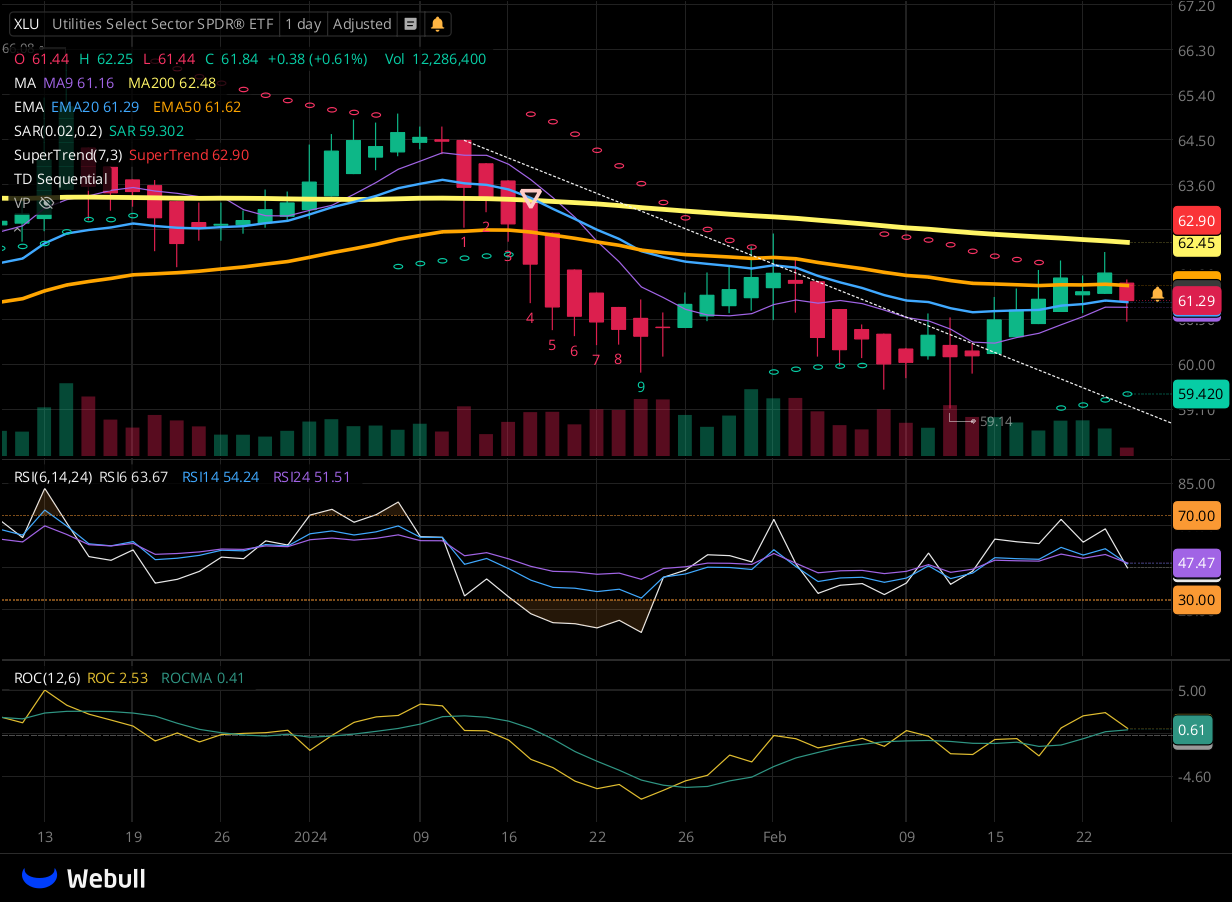 XLU Utilities Select Sector SPDR® ETF 1 day Adjusted
67.20
66.30
O 61.44 H 62.25 L 61.44 C 61.84 +0.38 (+0.61%) Vol 12,286,400
MA MA9 61.16 MA200 62.48
65.40
EMA EMA20 61.29 EMA50 61.62
SAR(0.02,0.2) SAR 59.302
64.50
SuperTrend(7,3) SuperTrend 62.90
TD Sequential
63.60
VP
62.90
62.45
61.29
60.00
59.420
1
2
3
4
5
6
7
8
9
59.14
RSI(6,14,24) RSI6 63.67 RSI14 54.24 RSI24 51.51
85.00
70.00
47.47
30.00
ROC(12,6) ROC 2.53 ROCMA 0.41
5.00
0.61
-4.60
13 19 26 2024 09 16 22 26 Feb 09 15 22
Webull